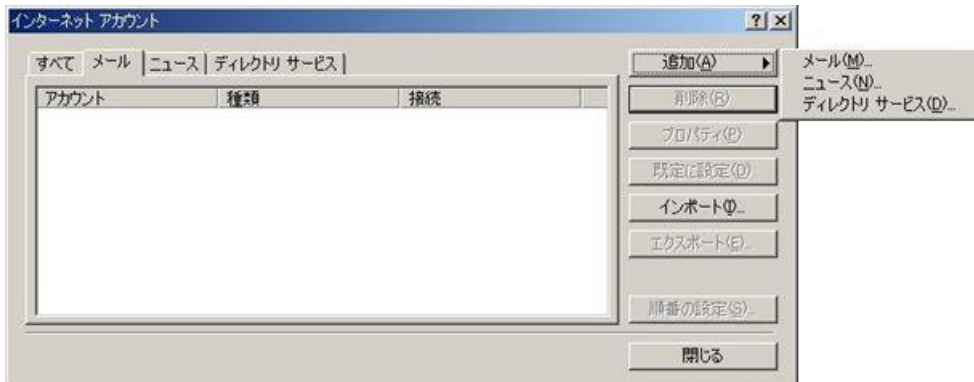 インターネット アカウント
すべて メール ニュース ディレクトリ サービス
アカウント 種類 接続
追加(A)
削除(R)
プロパティ(P)
既定に設定(D)
インポート(I)...
エクスポート(E)...
順番の設定(S)...
閉じる
メール(M)...
ニュース(N)...
ディレクトリ サービス(D)...